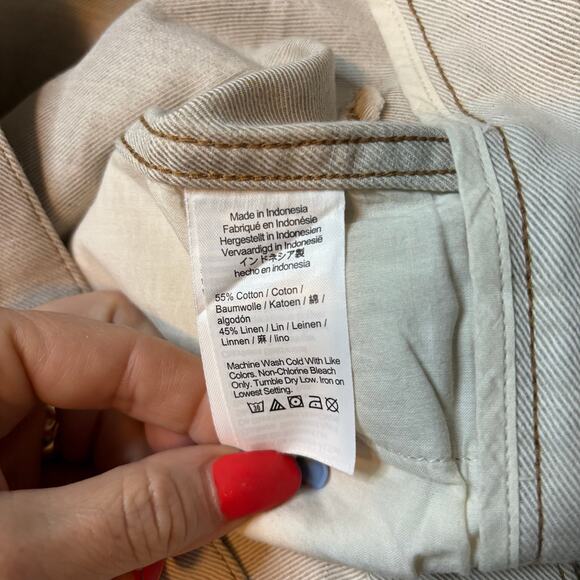 Made in Indonesia
Fabriqué en Indonésie
Hergestellt in Indonesien
Vervaardigd in Indonesië
インドネシア製
hecho en indonesia
55% Cotton / Coton /
Baumwolle / Katoen / 綿 /
algodón
45% Linen / Lin / Leinen /
Linnen / 麻 / lino
Machine Wash Cold With Like
Colors. Non-Chlorine Bleach
Only. Tumble Dry Low. Iron on
Lowest Setting.
30